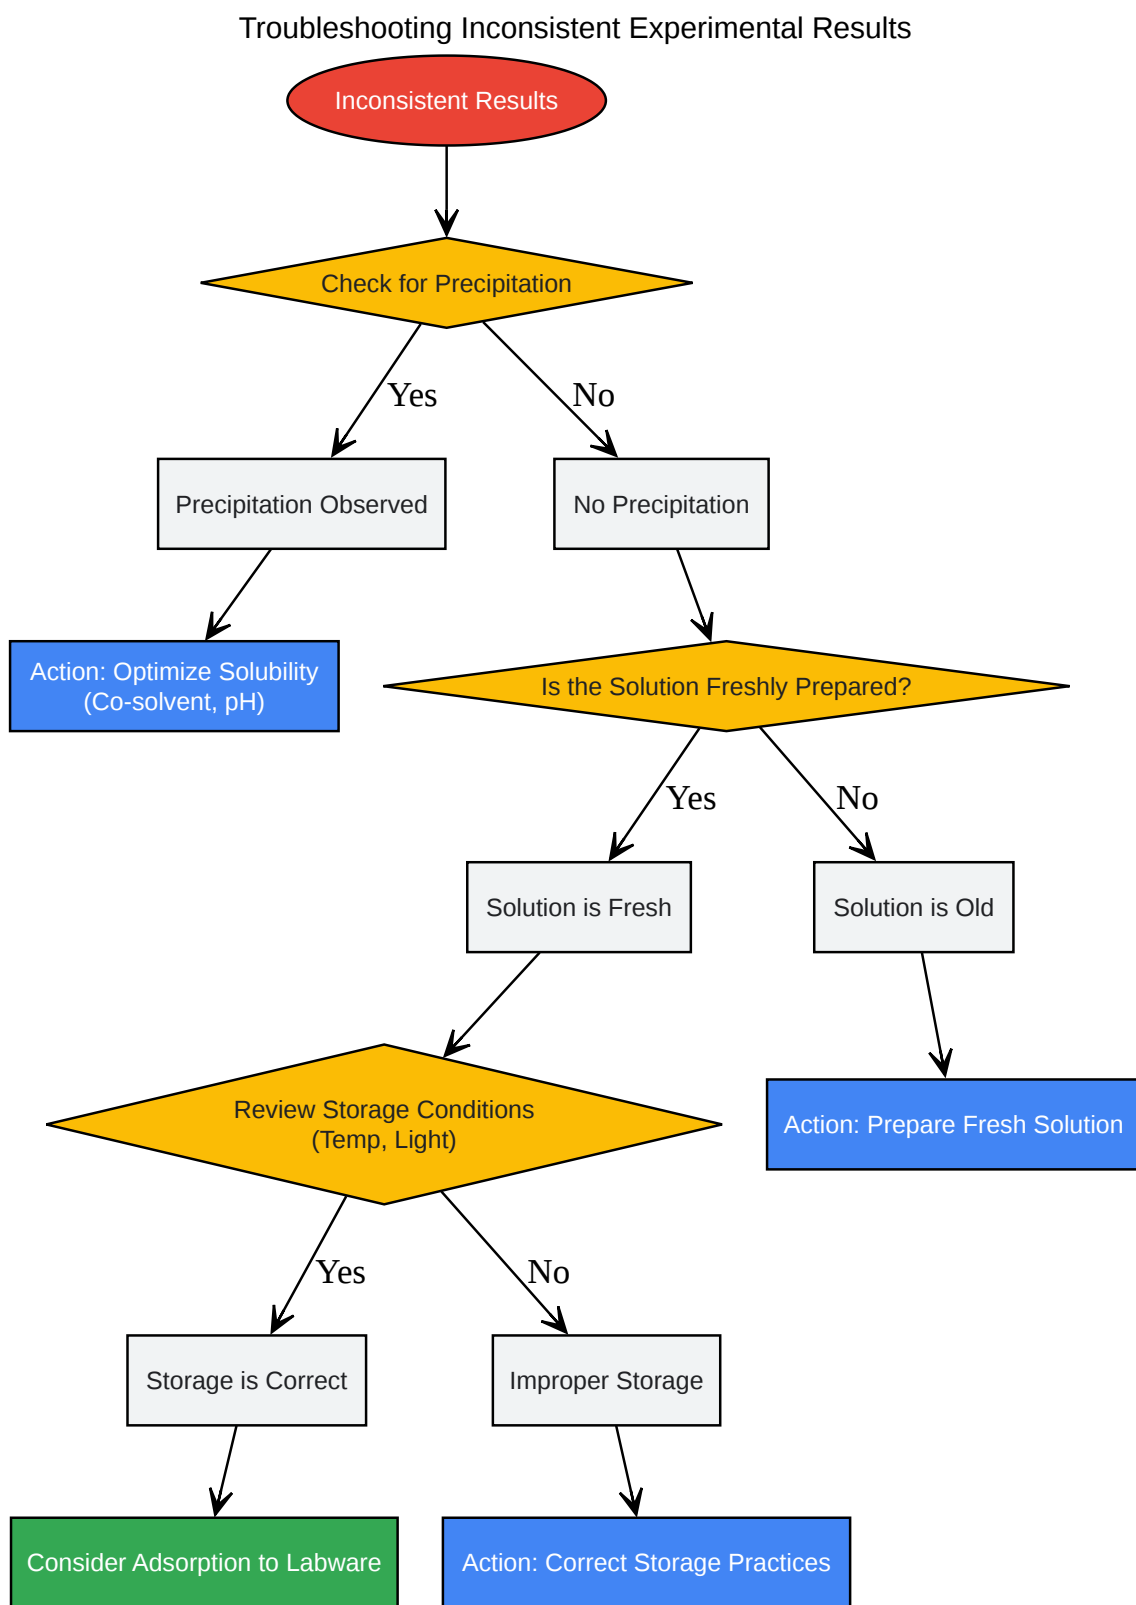 Troubleshooting Inconsistent Experimental Results
Inconsistent Results
Check for Precipitation
Yes
No
Precipitation Observed
No Precipitation
Action: Optimize Solubility
(Co-solvent, pH)
Is the Solution Freshly Prepared?
Yes
No
Solution is Fresh
Solution is Old
Review Storage Conditions
(Temp, Light)
Action: Prepare Fresh Solution
Yes
No
Storage is Correct
Improper Storage
Consider Adsorption to Labware
Action: Correct Storage Practices